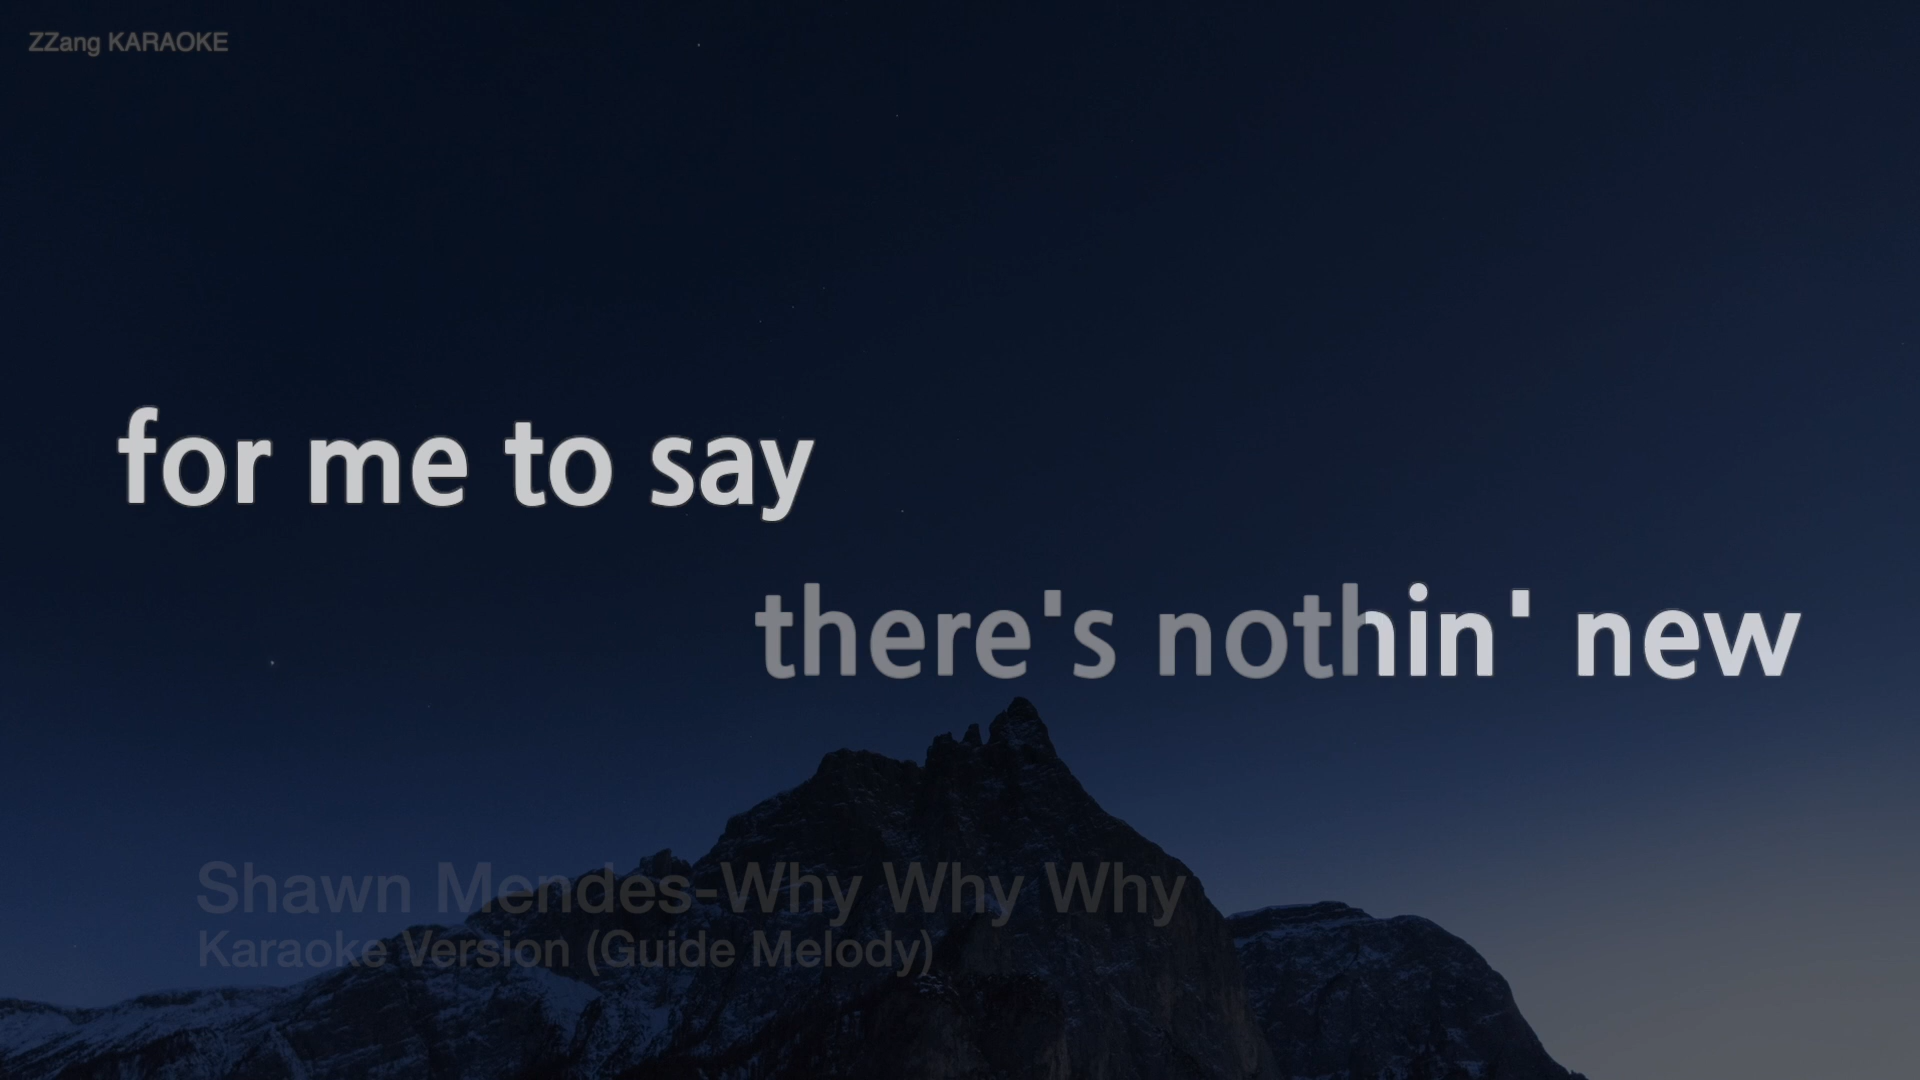 ZZang KARAOKE
for me to say
there's nothin' new
Shawn Mendes-Why Why Why
Karaoke Version (Guide Melody)